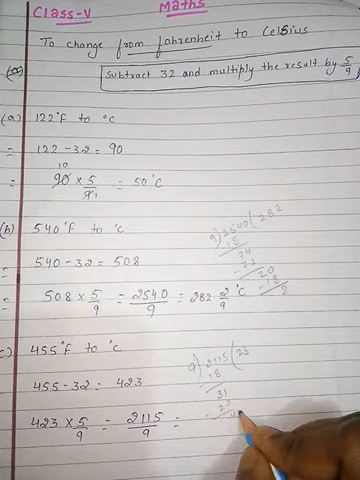 Class-V Maths
To change from fahrenheit to Celsius
Subtract 32 and multiply the result by 5/9
(a) 122°F to °C
= 122 - 32 = 90
10
= 90 × 5/9 1 = 50°C
(b) 540°F to °C
= 540 - 32 = 508
= 508 × 5/9 = 2540/9 = 282 2/9 °C
9) 2540 ( 282
18
74
- 72
20
- 18
2
c) 455°F to °C
455 - 32 = 423
423 × 5/9 = 2115/9 =
9) 2115 ( 23
- 18
31
- 27
4